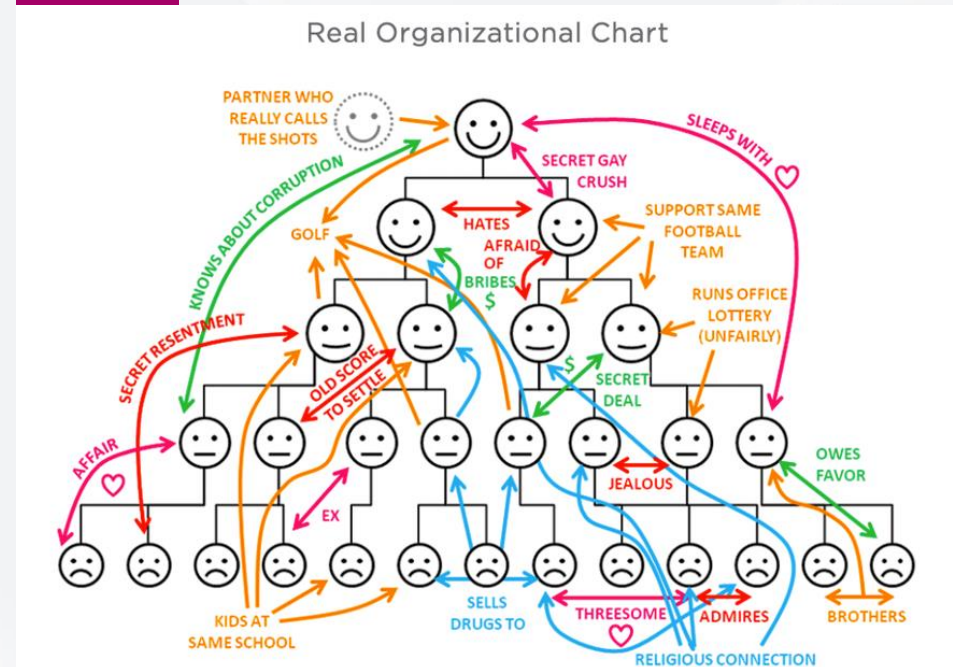 Real Organizational Chart
PARTNER WHO
REALLY CALLS
THE SHOTS
SLEEPS WITH
SECRET GAY
CRUSH
KNOWS ABOUT CORRUPTION
GOLF
HATES
SUPPORT SAME
FOOTBALL
TEAM
AFRAID
OF
BRIBES
$
RUNS OFFICE
LOTTERY
(UNFAIRLY)
SECRET RESENTMENT
OLD SCORE
TO SETTLE
$
SECRET
DEAL
AFFAIR
OWES
FAVOR
JEALOUS
EX
KIDS AT
SAME SCHOOL
SELLS
DRUGS TO
THREESOME
ADMIRES
BROTHERS
RELIGIOUS CONNECTION